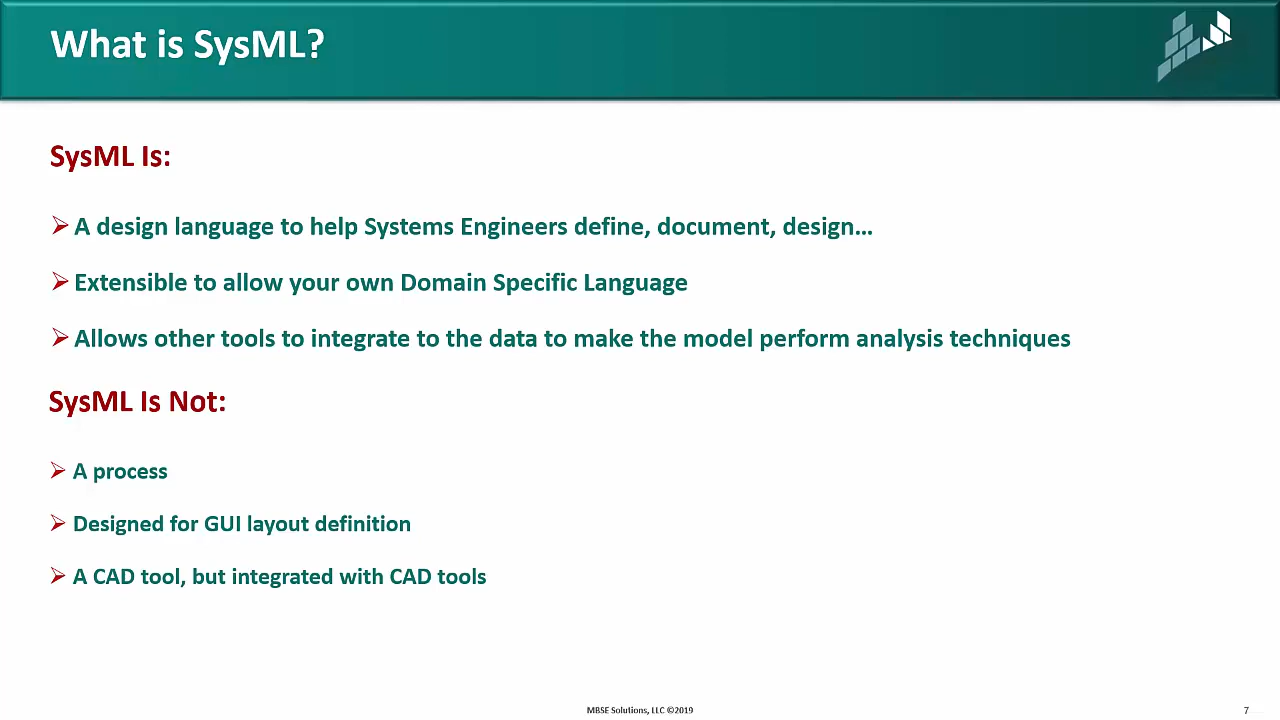 What is SysML?
SysML Is:
A design language to help Systems Engineers define, document, design…
Extensible to allow your own Domain Specific Language
Allows other tools to integrate to the data to make the model perform analysis techniques
SysML Is Not:
A process
Designed for GUI layout definition
A CAD tool, but integrated with CAD tools
MBSE Solutions, LLC ©2019
7